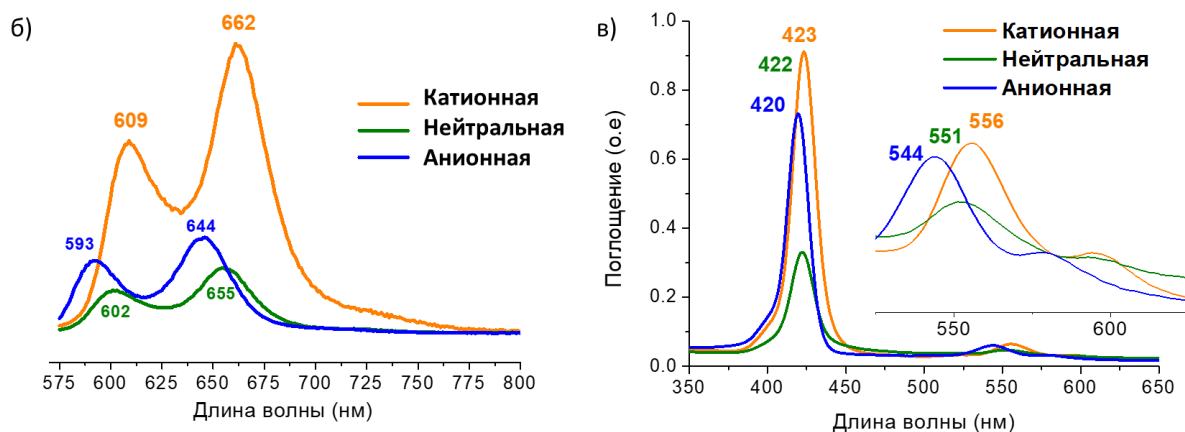 б)
662
609
593
644
602
655
Катионная
Нейтральная
Анионная
575 600 625 650 675 700 725 750 775 800
Длина волны (нм)
в)
Поглощение (о.е)
1.0
0.8
0.6
0.4
0.2
0.0
423
422
420
Катионная
Нейтральная
Анионная
544 551 556
550 600
350 400 450 500 550 600 650
Длина волны (нм)